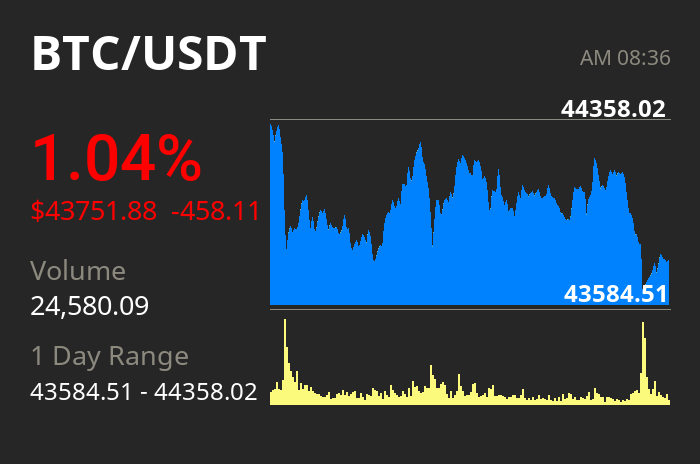 BTC/USDT
AM 08:36
44358.02
1.04%
$43751.88 -458.11
Volume
24,580.09
43584.51
1 Day Range
43584.51 - 44358.02